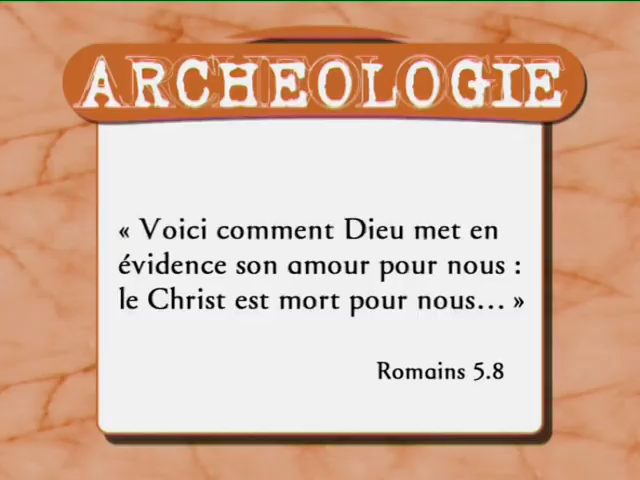 ARCHEOLOGIE
« Voici comment Dieu met en
évidence son amour pour nous :
le Christ est mort pour nous... »
Romains 5.8